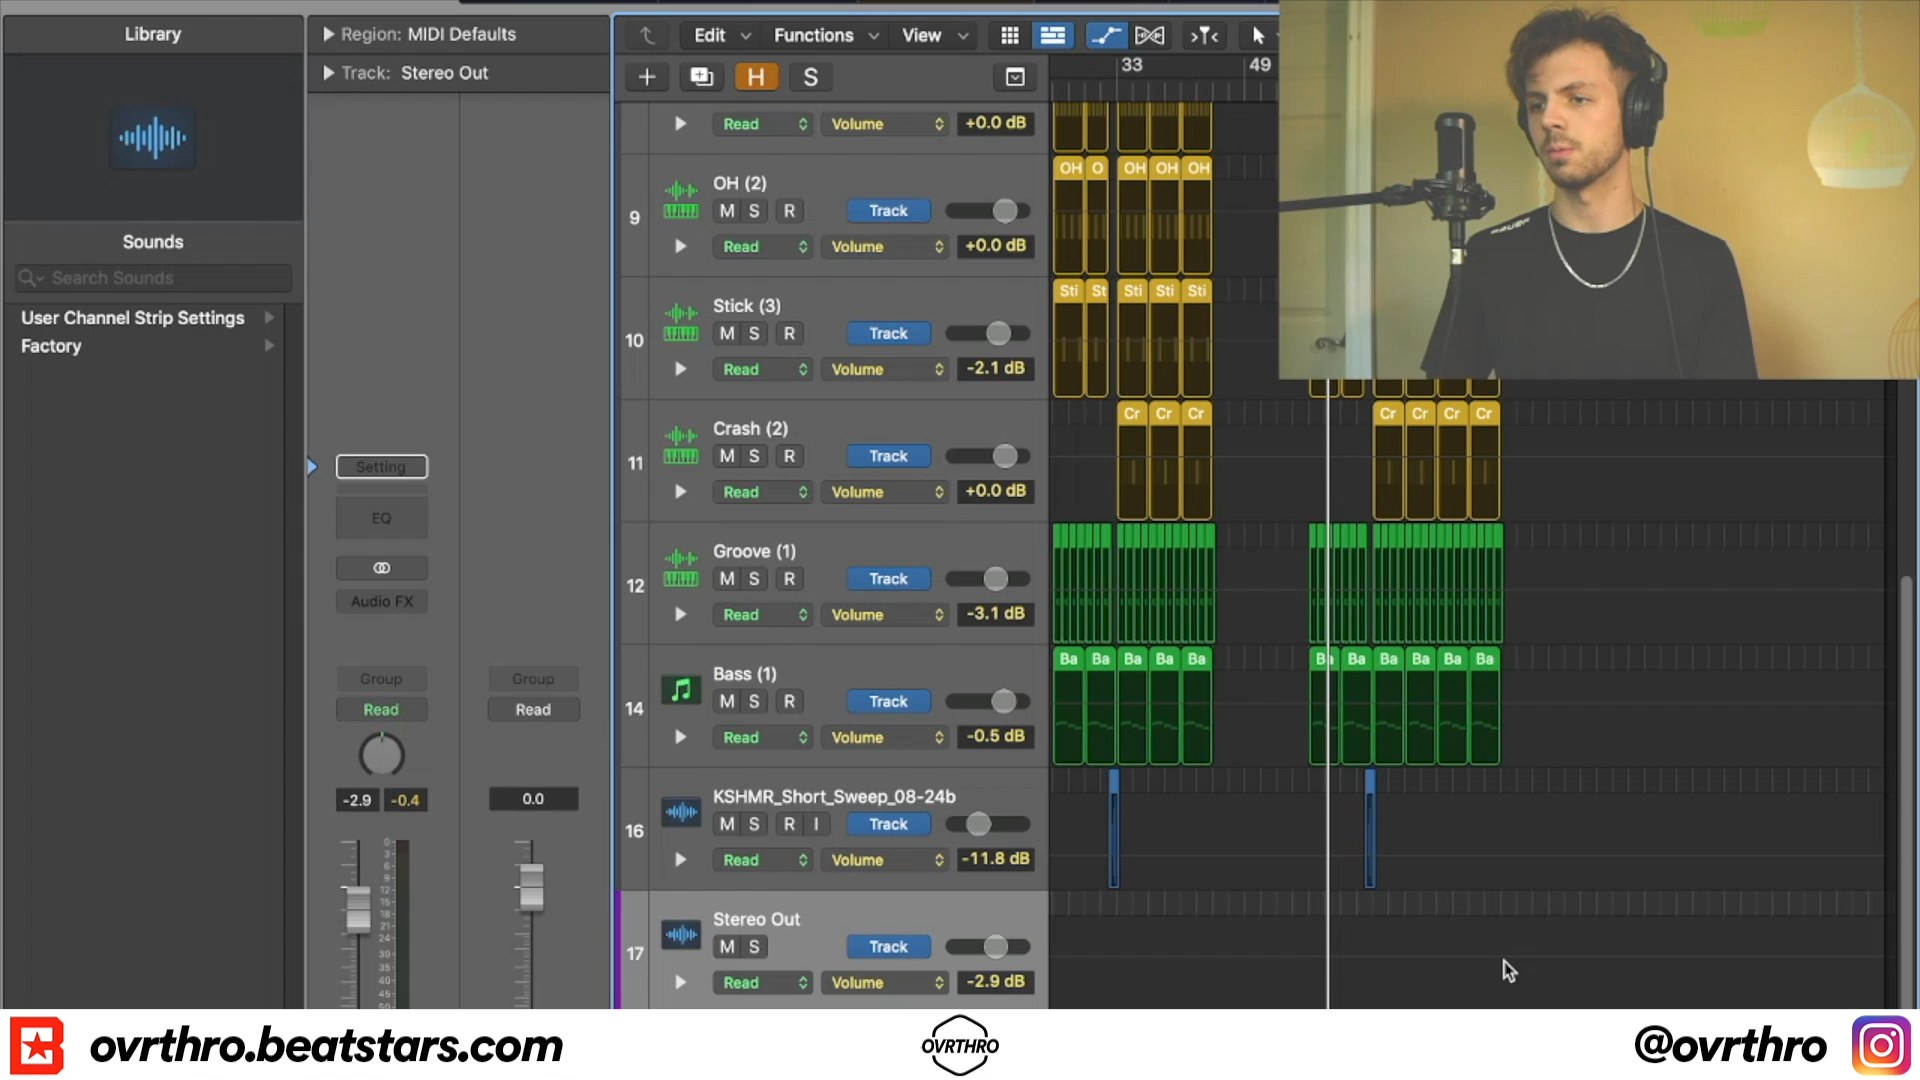 Library
Region: MIDI Defaults
Track: Stereo Out
Edit Functions View
H S
33 49
Sounds
Search Sounds
User Channel Strip Settings
Factory
Setting
EQ
Audio FX
Group Group
Read Read
-2.9 -0.4 0.0
Read Volume +0.0 dB
OH O OH OH OH
9
OH (2)
M S R Track
Read Volume +0.0 dB
Sti St Sti Sti Sti
10
Stick (3)
M S R Track
Read Volume -2.1 dB
Cr Cr Cr Cr Cr Cr Cr
11
Crash (2)
M S R Track
Read Volume +0.0 dB
12
Groove (1)
M S R Track
Read Volume -3.1 dB
Ba Ba Ba Ba Ba Ba Ba Ba Ba Ba Ba
14
Bass (1)
M S R Track
Read Volume -0.5 dB
16
KSHMR_Short_Sweep_08-24b
M S R I Track
Read Volume -11.8 dB
17
Stereo Out
M S Track
Read Volume -2.9 dB
ovrthro.beatstars.com
OVRTHRO
@ovrthro